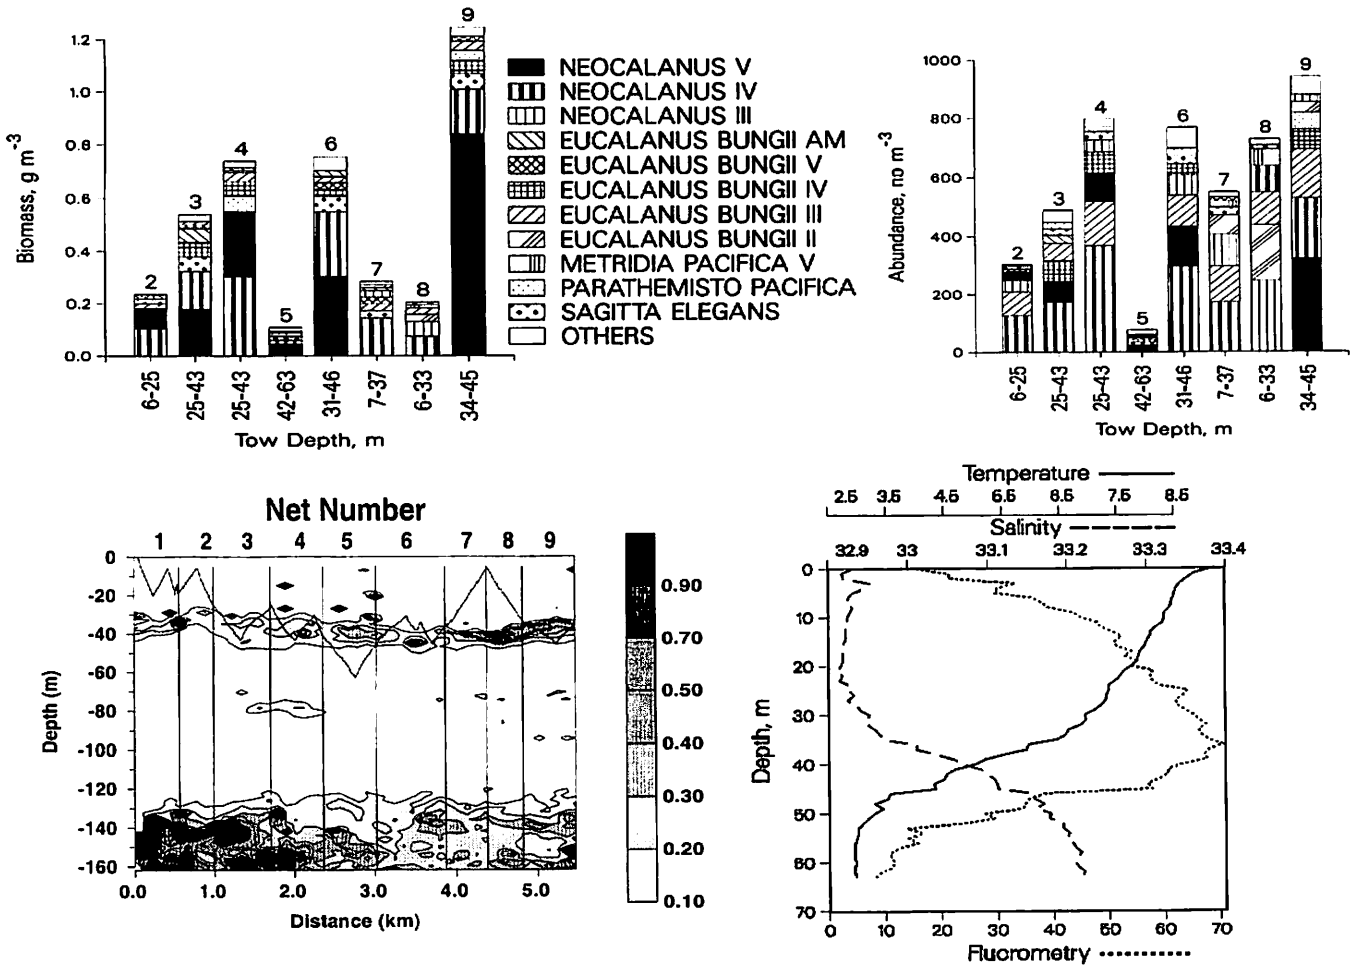 Biomass, g m-3
1.2
1.0
0.8
0.6
0.4
0.2
0.0
2
3
4
5
6
7
8
9
6-25
25-43
25-43
42-63
31-46
7-37
6-33
34-45
Tow Depth, m
NEOCALANUS V
NEOCALANUS IV
NEOCALANUS III
EUCALANUS BUNGII AM
EUCALANUS BUNGII V
EUCALANUS BUNGII IV
EUCALANUS BUNGII III
EUCALANUS BUNGII II
METRIDIA PACIFICA V
PARATHEMISTO PACIFICA
SAGITTA ELEGANS
OTHERS
Abundance, no m-3
1000
800
600
400
200
0
2
3
4
5
6
7
8
9
6-25
25-43
25-43
42-63
31-46
7-37
6-33
34-45
Tow Depth, m
Net Number
1 2 3 4 5 6 7 8 9
Depth (m)
0
-20
-40
-60
-80
-100
-120
-140
-160
0.0 1.0 2.0 3.0 4.0 5.0
Distance (km)
0.90
0.70
0.50
0.40
0.30
0.20
0.10
Temperature
2.5 3.5 4.5 5.5 6.5 7.5 8.5
Salinity
32.9 33 33.1 33.2 33.3 33.4
Depth, m
0
10
20
30
40
50
60
70
0 10 20 30 40 50 60 70
Flucrometry